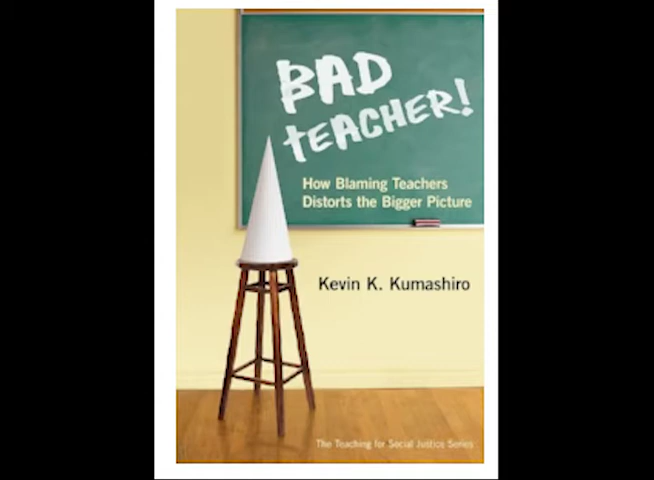 BAD
TEACHER!
How Blaming Teachers
Distorts the Bigger Picture
Kevin K. Kumashiro
The Teaching for Social Justice Series